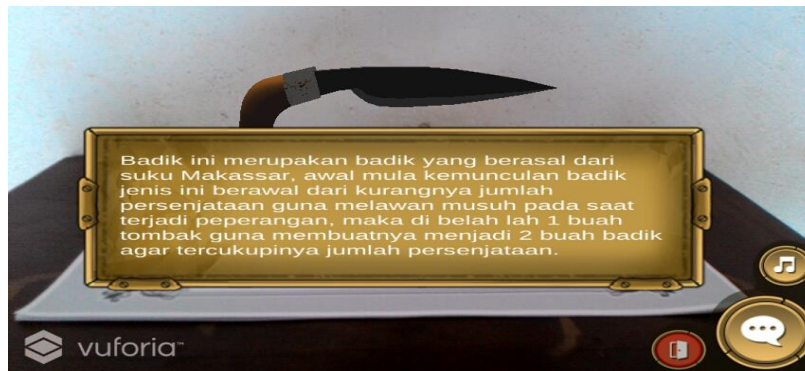 Badik ini merupakan badik yang berasal dari
suku Makassar, awal mula kemunculan badik
jenis ini berawal dari kurangnya jumlah
persenjataan guna melawan musuh pada saat
terjadi peperangan, maka di belah lah 1 buah
tombak guna membuatnya menjadi 2 buah badik
agar tercukupinya jumlah persenjataan.
vuforia™